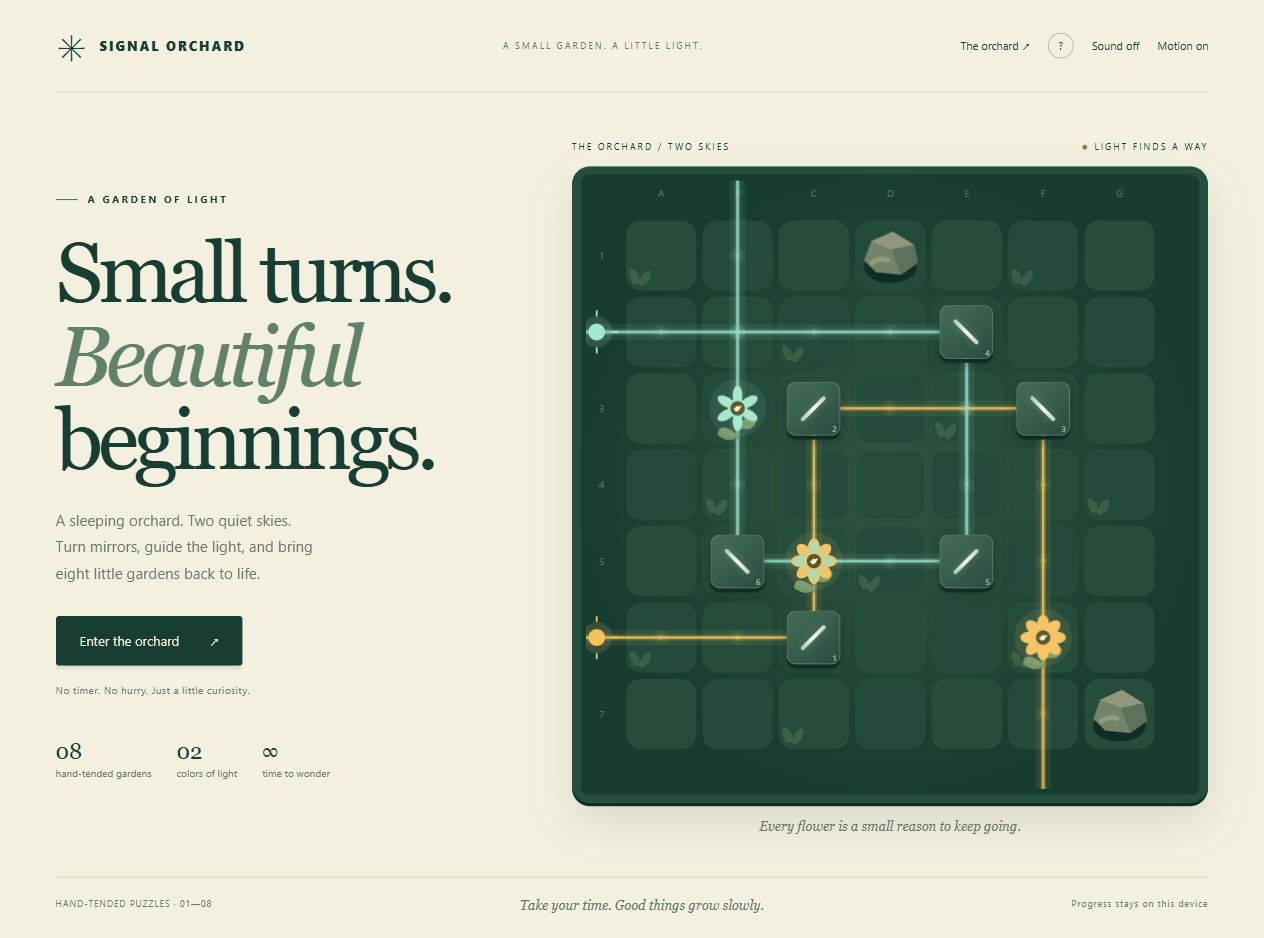 SIGNAL ORCHARD
A SMALL GARDEN. A LITTLE LIGHT.
The orchard ↗
?
Sound off
Motion on
THE ORCHARD / TWO SKIES
LIGHT FINDS A WAY
A GARDEN OF LIGHT
Small turns.
Beautiful
beginnings.
A sleeping orchard. Two quiet skies.
Turn mirrors, guide the light, and bring
eight little gardens back to life.
Enter the orchard ↗
No timer. No hurry. Just a little curiosity.
08
hand-tended gardens
02
colors of light
∞
time to wonder
A C D E F G
1
4
3
2
3
4
5
6
5
1
7
Every flower is a small reason to keep going.
HAND-TENDED PUZZLES · 01—08
Take your time. Good things grow slowly.
Progress stays on this device